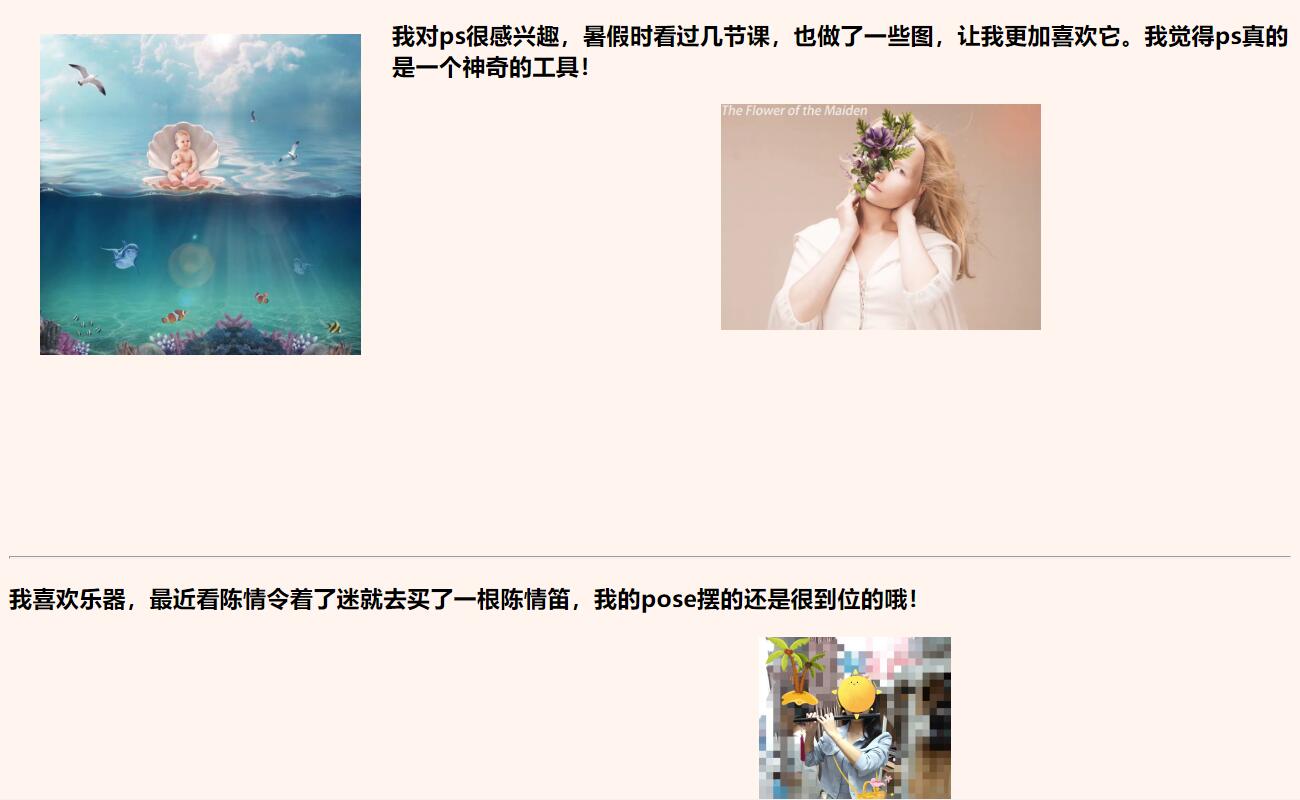 我对ps很感兴趣，暑假时看过几节课，也做了一些图，让我更加喜欢它。我觉得ps真的
是一个神奇的工具！
The Flower of the Maiden
我喜欢乐器，最近看陈情令着了迷就去买了一根陈情笛，我的pose摆的还是很到位的哦！